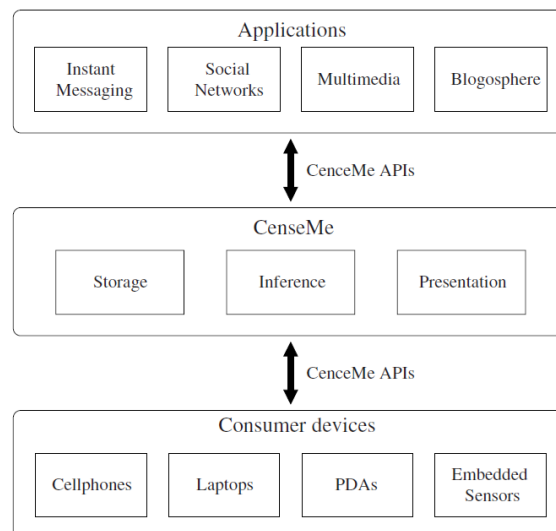 Applications
Instant
Messaging
Social
Networks
Multimedia
Blogosphere
CenceMe APIs
CenseMe
Storage
Inference
Presentation
CenceMe APIs
Consumer devices
Cellphones
Laptops
PDAs
Embedded
Sensors